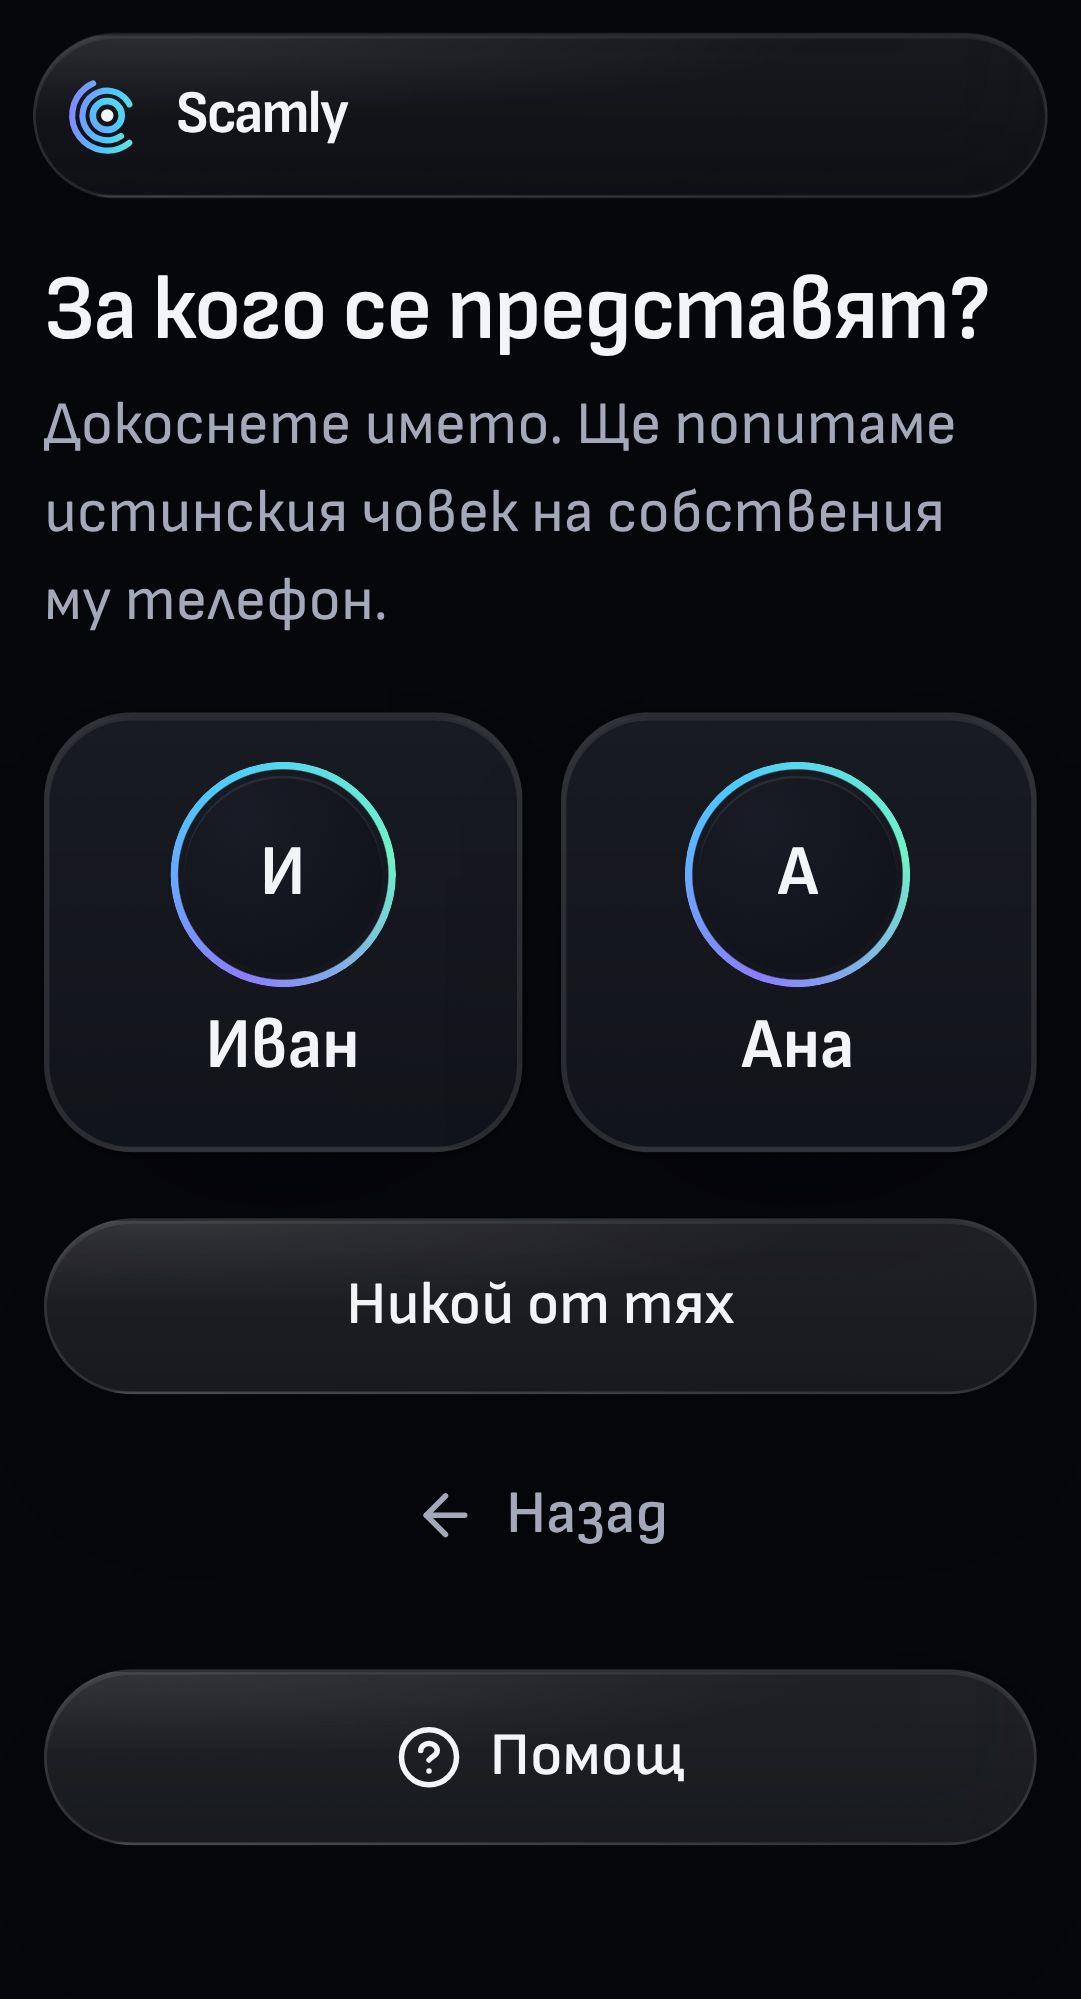 Scamly
За кого се представят?
Докоснете името. Ще попитаме
истинския човек на собствения
му телефон.
И
А
Иван
Ана
Никой от тях
← Назад
Помощ